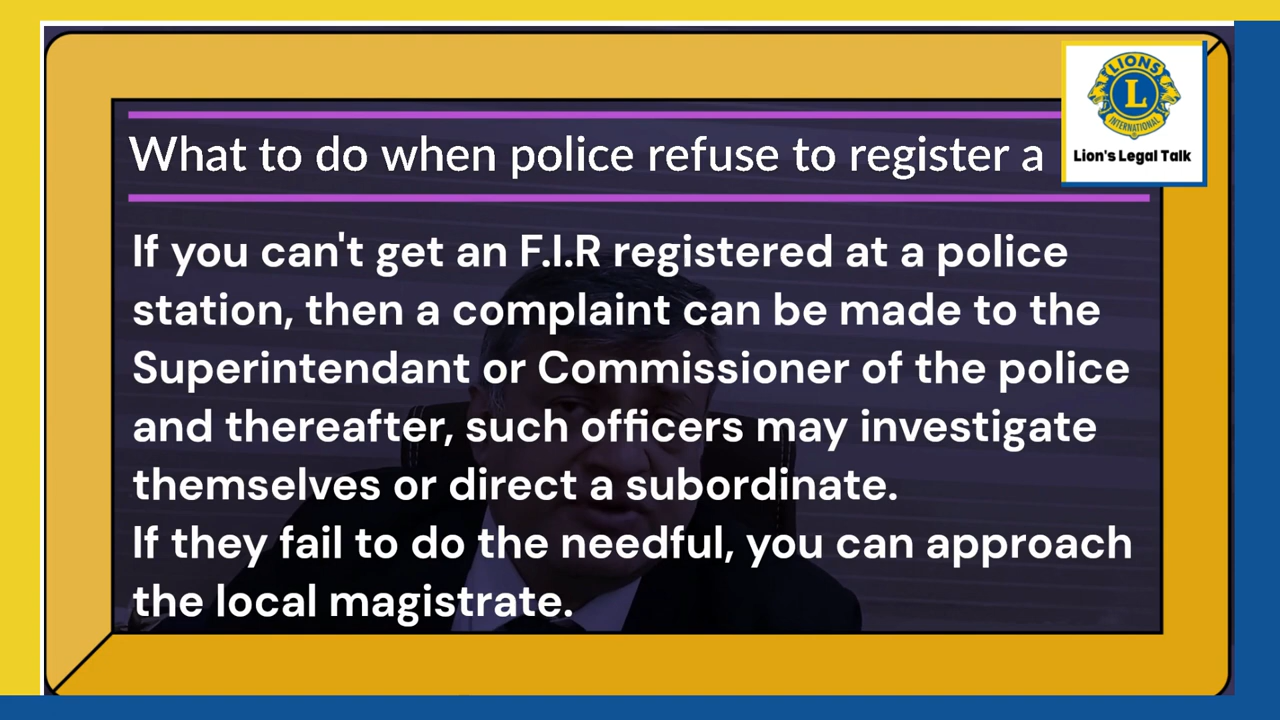 LIONS
L
INTERNATIONAL
Lion's Legal Talk
What to do when police refuse to register a
If you can't get an F.I.R registered at a police
station, then a complaint can be made to the
Superintendant or Commissioner of the police
and thereafter, such officers may investigate
themselves or direct a subordinate.
If they fail to do the needful, you can approach
the local magistrate.